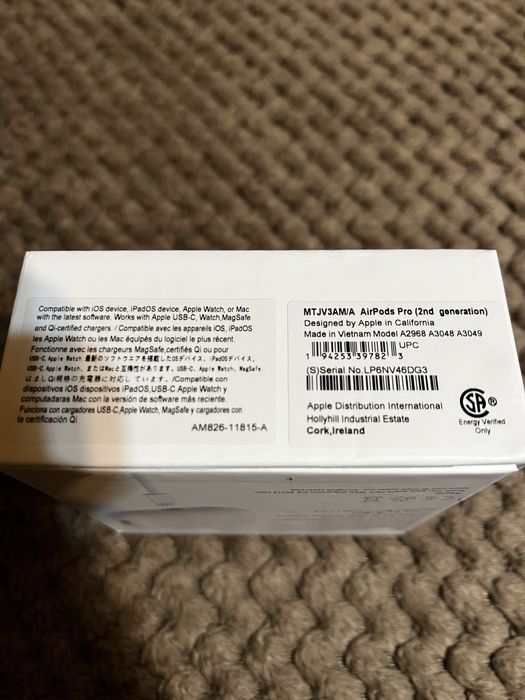 Compatible with iOS device, iPadOS device, Apple Watch, or Mac
with the latest software. Works with Apple USB-C, Watch,MagSafe
and Qi-certified chargers /Compatible avec les appareils iOS, iPadOS
les Apple Watch ou les Mac équipés du logiciel le plus récent.
Fonctionne avec les chargeurs MagSafe,certifiés Qi ou pour
USB-C, Apple Watch, 最新のソフトウエアを搭載したOSデバイス, iPadOSデバイス,
Apple Watch, またはMacと互換性があります. USB-C, Apple Watch, MagSafe
はましQi規格の充電器に対応しています. /Compatible con
dispositivos iOS dispositivos iPadOS,USB-C Apple Watch y
computadaras Mac con la versión de software más reciente.
Funciona con cargadores USB-C,Apple Watch, MagSafe y cargadores con
la certificación Qi.
AM826-11815-A
MTJV3AM/A AirPods Pro (2nd generation)
Designed by Apple in California
Made in Vietnam Model A2968 A3048 A3049
UPC
1 94253 39782 3
(S)Serial No.LP6NV46DG3
Apple Distribution International
Hollyhill Industrial Estate
Cork,Ireland
SA ®
Energy Verified
Only